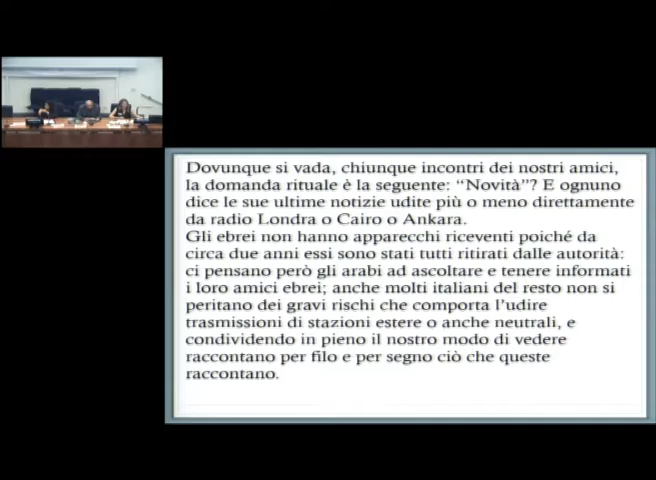 Dovunque si vada, chiunque incontri dei nostri amici,
la domanda rituale è la seguente: “Novità”? E ognuno
dice le sue ultime notizie udite più o meno direttamente
da radio Londra o Cairo o Ankara.
Gli ebrei non hanno apparecchi riceventi poiché da
circa due anni essi sono stati tutti ritirati dalle autorità:
ci pensano però gli arabi ad ascoltare e tenere informati
i loro amici ebrei; anche molti italiani del resto non si
peritano dei gravi rischi che comporta l’udire
trasmissioni di stazioni estere o anche neutrali, e
condividendo in pieno il nostro modo di vedere
raccontano per filo e per segno ciò che queste
raccontano.